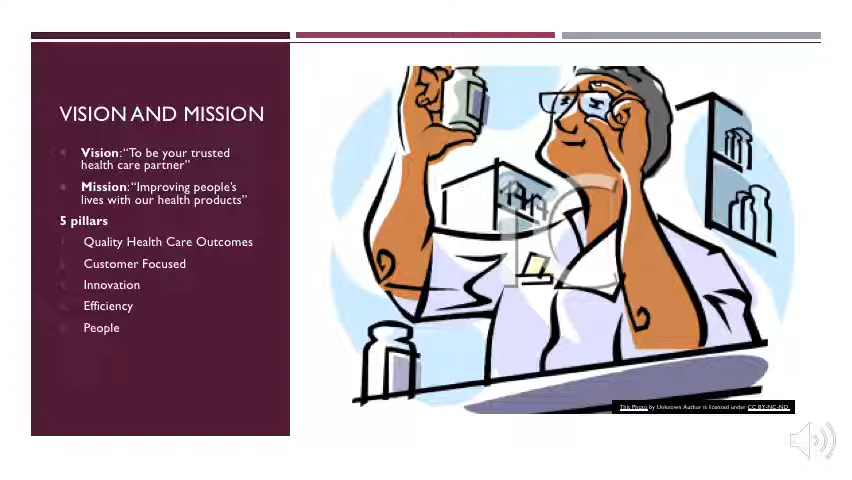 VISION AND MISSION
Vision: “To be your trusted
health care partner”
Mission: “Improving people’s
lives with our health products”
5 pillars
Quality Health Care Outcomes
Customer Focused
Innovation
Efficiency
People
This Photo by Unknown Author is licensed under CC BY-NC-ND